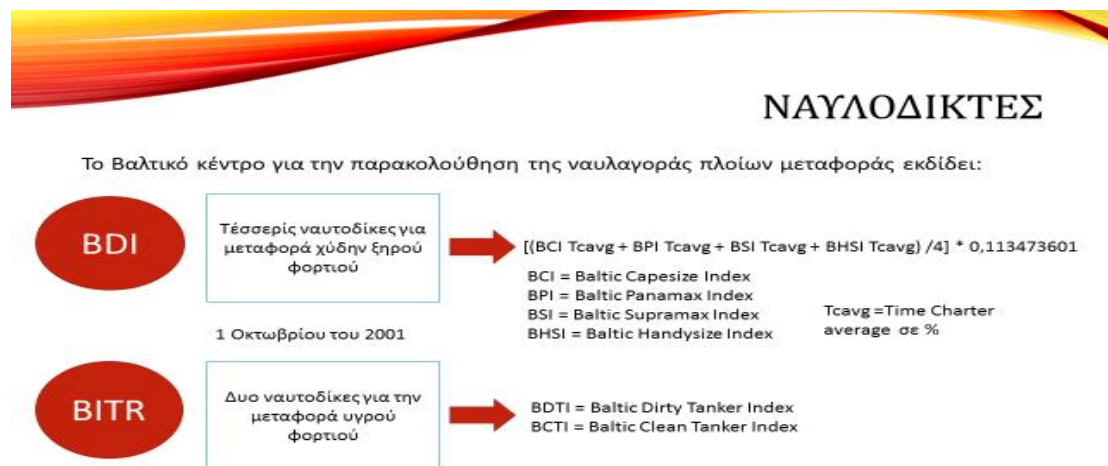 ΝΑΥΛΟΔΙΚΤΕΣ
Το Βαλτικό κέντρο για την παρακολούθηση της ναυλαγοράς πλοίων μεταφοράς εκδίδει:
BDI
Τέσσερίς ναυτοδίκες για
μεταφορά χύδην ξηρού
φορτιού
[(BCI Tcavg + BPI Tcavg + BSI Tcavg + BHSI Tcavg) /4] * 0,113473601
BCI = Baltic Capesize Index
BPI = Baltic Panamax Index
BSI = Baltic Supramax Index
BHSI = Baltic Handysize Index
Tcavg =Time Charter
average σε %
1 Οκτωβρίου του 2001
BITR
Δυο ναυτοδίκες για την
μεταφορά υγρού
φορτιού
BDTI = Baltic Dirty Tanker Index
BCTI = Baltic Clean Tanker Index